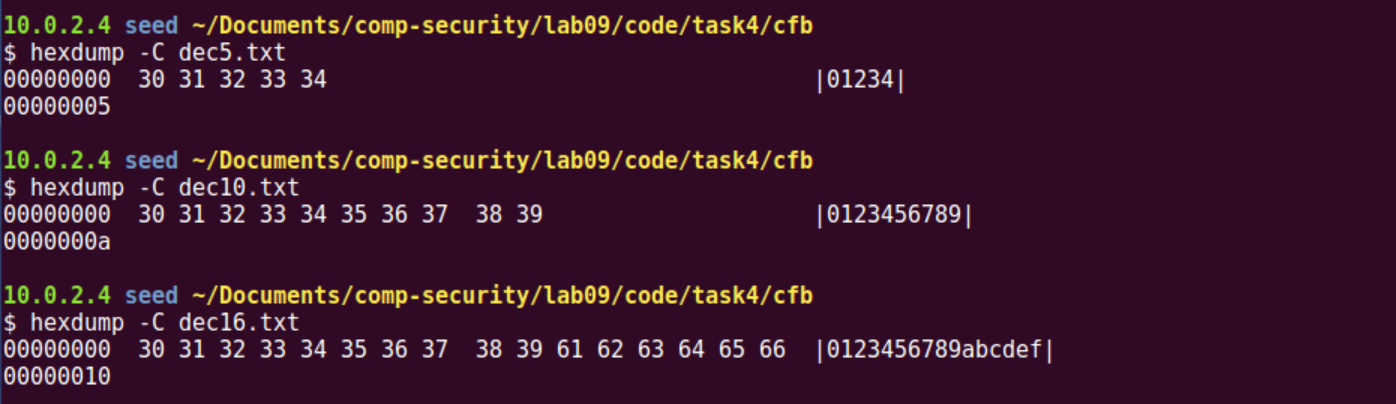 10.0.2.4 seed ~/Documents/comp-security/lab09/code/task4/cfb
$ hexdump -C dec5.txt
00000000  30 31 32 33 34                                    |01234|
00000005
10.0.2.4 seed ~/Documents/comp-security/lab09/code/task4/cfb
$ hexdump -C dec10.txt
00000000  30 31 32 33 34 35 36 37  38 39                    |0123456789|
0000000a
10.0.2.4 seed ~/Documents/comp-security/lab09/code/task4/cfb
$ hexdump -C dec16.txt
00000000  30 31 32 33 34 35 36 37  38 39 61 62 63 64 65 66  |0123456789abcdef|
00000010